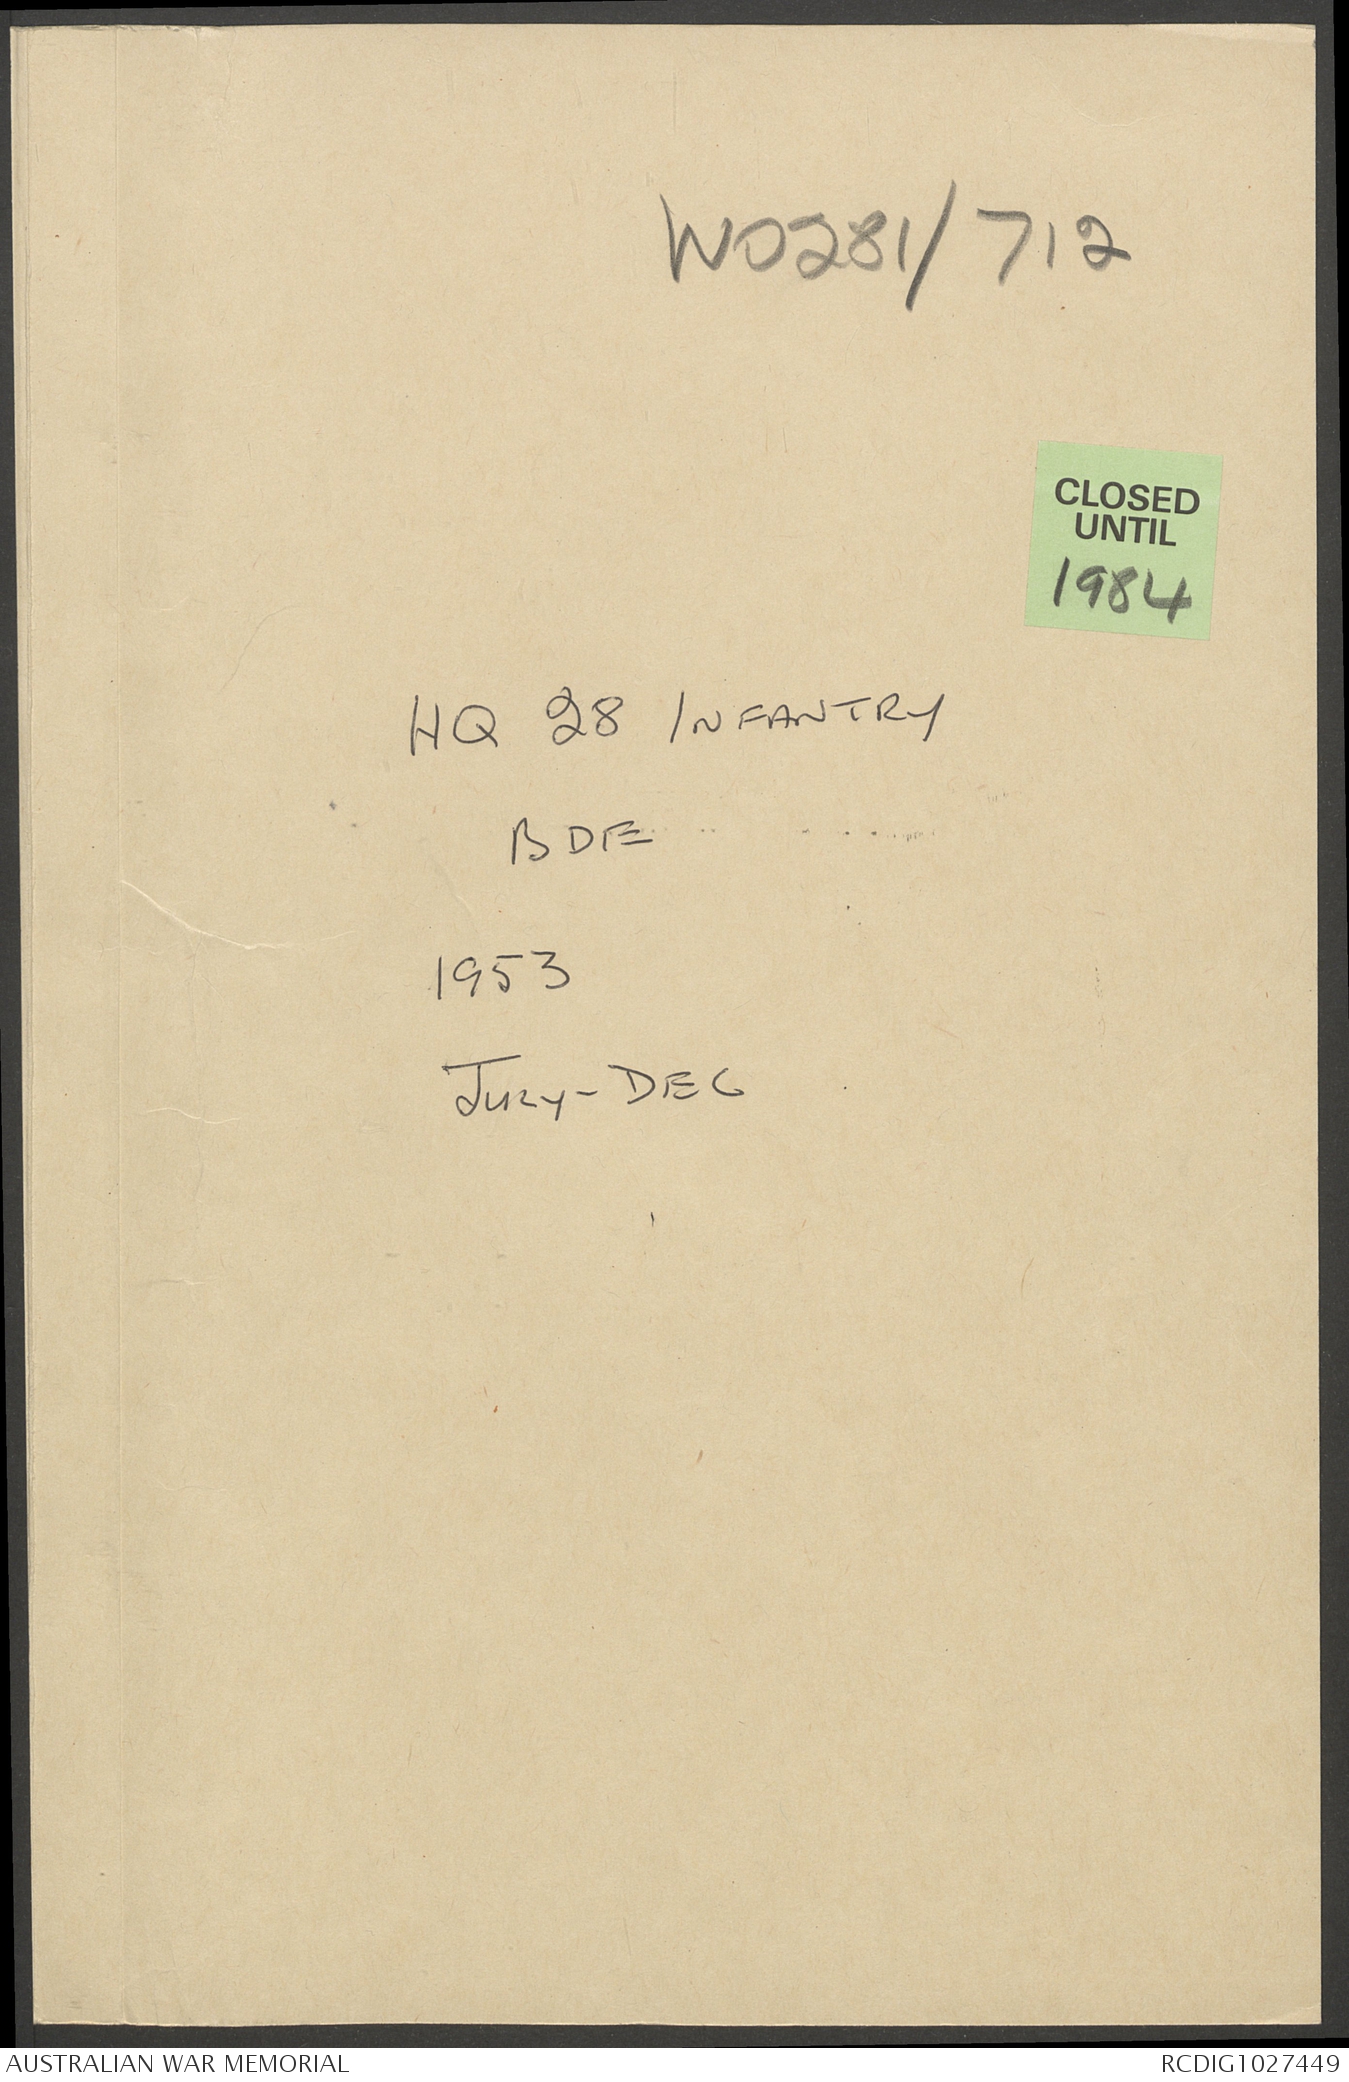 WO281/712
CLOSED
UNTIL
1984
HQ 28 INFANTRY
BDE
1953
JULY-DEC
AUSTRALIAN WAR MEMORIAL
RCDIG1027449